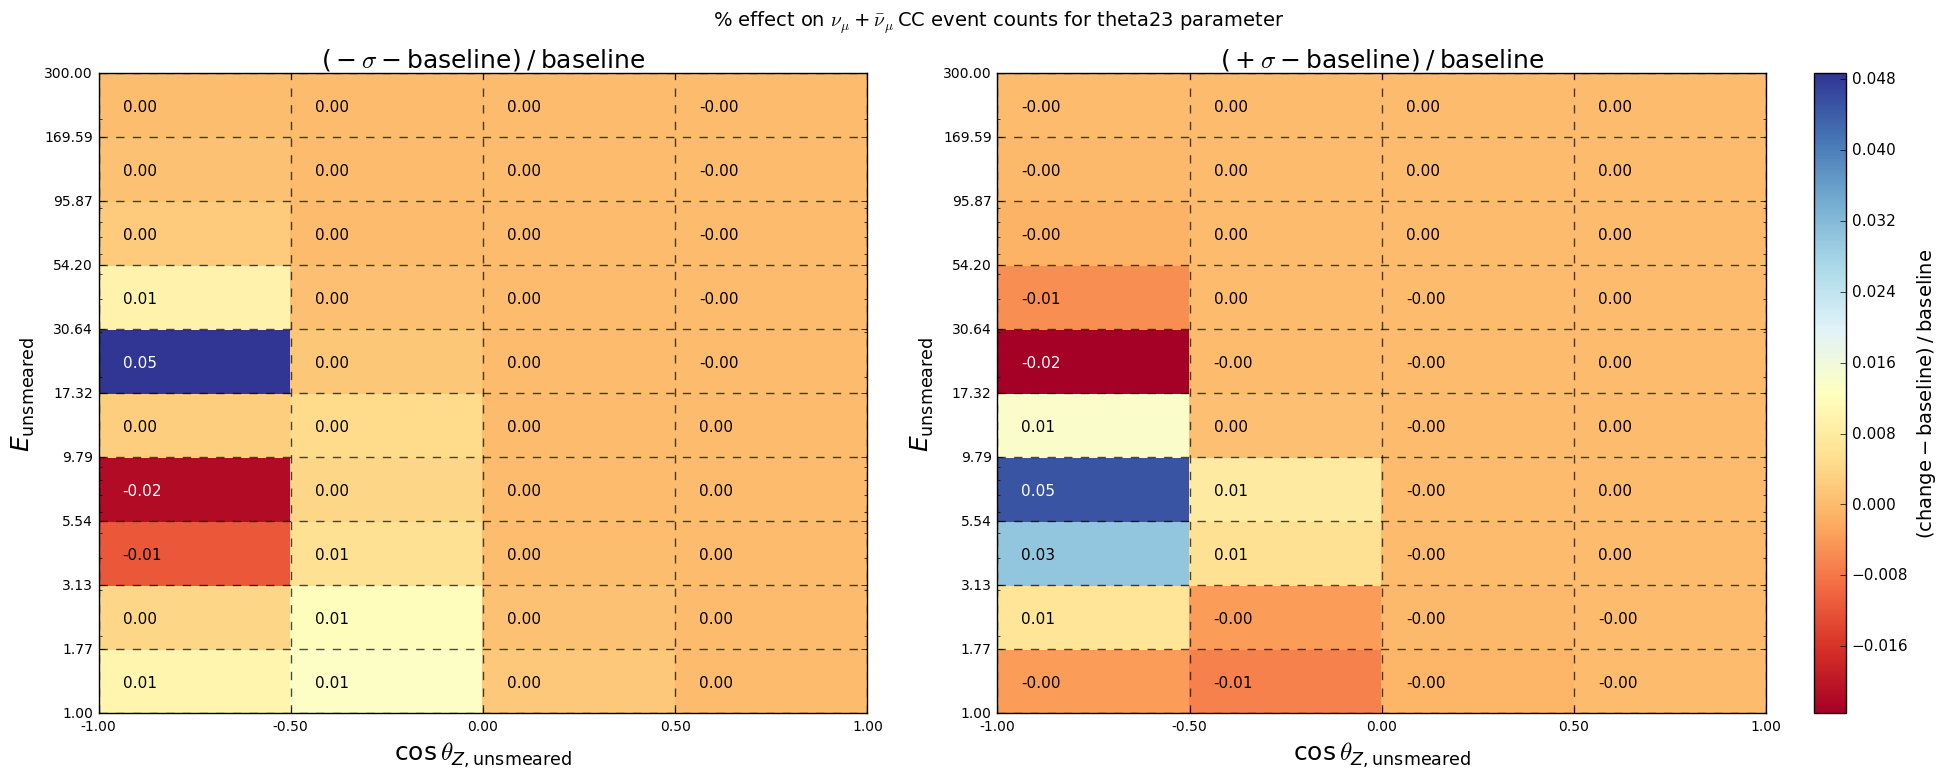 % effect on ν_μ + ν̄_μ CC event counts for theta23 parameter
(−σ − baseline) / baseline
300.00
169.59
95.87
54.20
30.64
17.32
9.79
5.54
3.13
1.77
1.00
E_unsmeared
0.00 0.00 0.00 -0.00
0.00 0.00 0.00 -0.00
0.00 0.00 0.00 -0.00
0.01 0.00 0.00 -0.00
0.05 0.00 0.00 -0.00
0.00 0.00 0.00 0.00
-0.02 0.00 0.00 0.00
-0.01 0.01 0.00 0.00
0.00 0.01 0.00 0.00
0.01 0.01 0.00 0.00
-1.00 -0.50 0.00 0.50 1.00
cos θ_Z, unsmeared
(+σ − baseline) / baseline
300.00
169.59
95.87
54.20
30.64
17.32
9.79
5.54
3.13
1.77
1.00
E_unsmeared
-0.00 0.00 0.00 0.00
-0.00 0.00 0.00 0.00
-0.00 0.00 0.00 0.00
-0.01 0.00 -0.00 0.00
-0.02 -0.00 -0.00 0.00
0.01 0.00 -0.00 0.00
0.05 0.01 -0.00 0.00
0.03 0.01 -0.00 0.00
0.01 -0.00 -0.00 -0.00
-0.00 -0.01 -0.00 -0.00
-1.00 -0.50 0.00 0.50 1.00
cos θ_Z, unsmeared
0.048
0.040
0.032
0.024
0.016
0.008
0.000
−0.008
−0.016
(change − baseline) / baseline